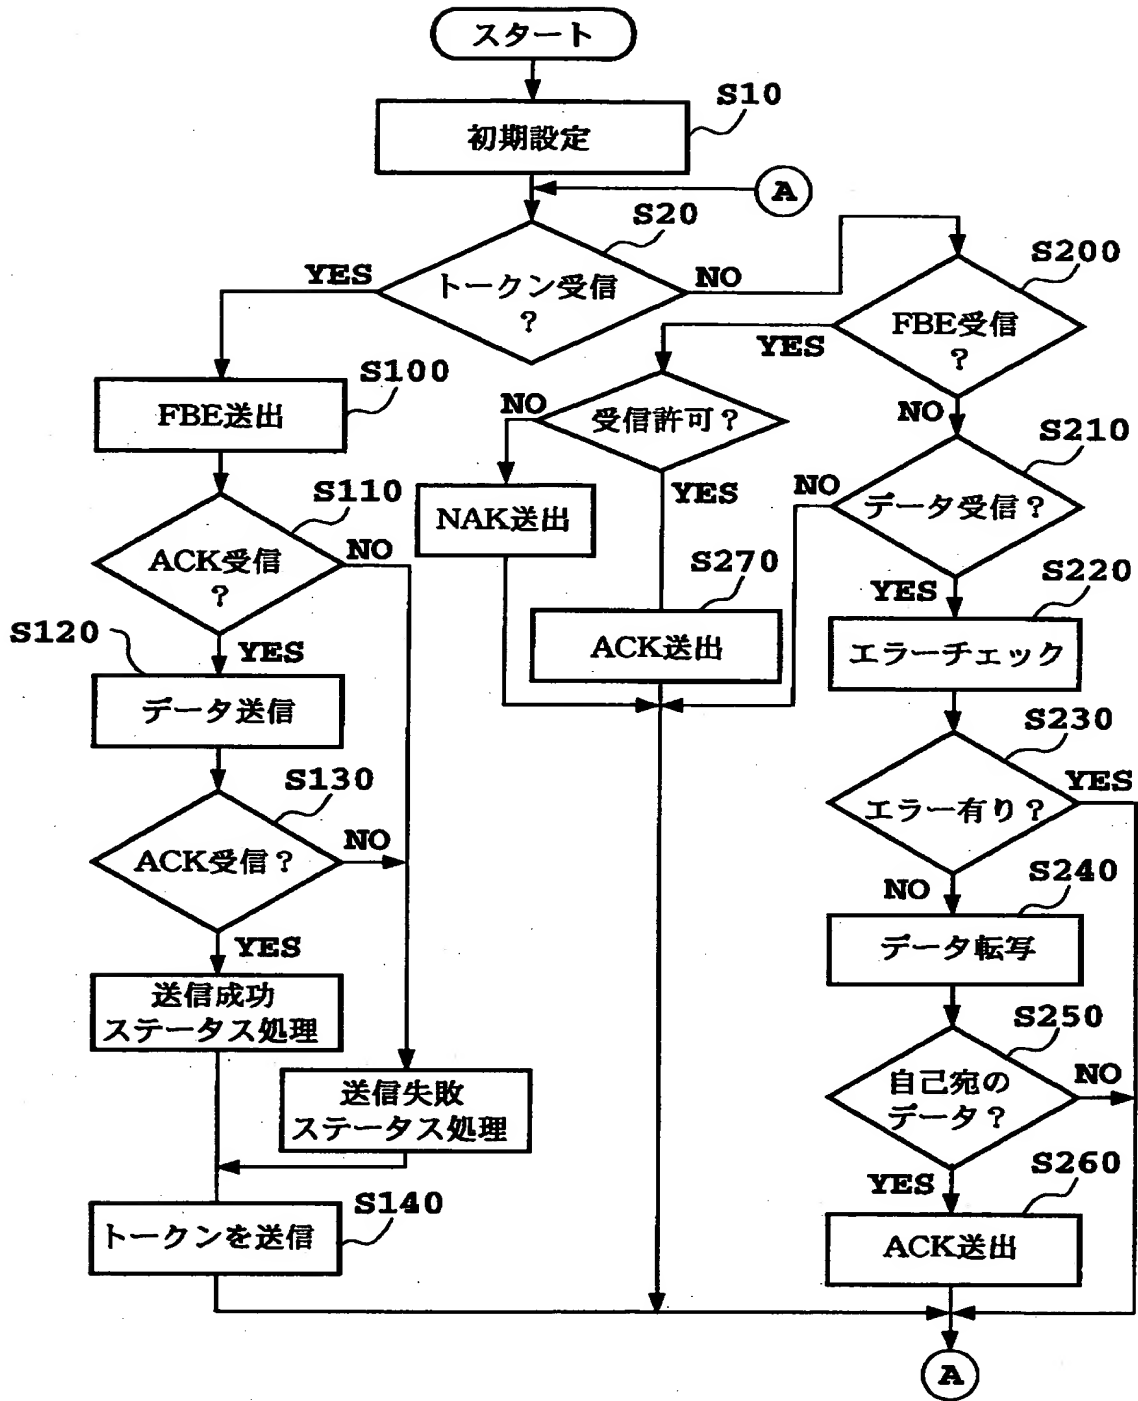 スタート
S10
初期設定
A
S20
YES
トークン受信
?
NO
S200
FBE受信
?
YES
NO
S100
FBE送出
受信許可?
NO
YES
NAK送出
S210
データ受信?
NO
YES
S110
ACK受信
?
NO
YES
S270
ACK送出
S220
エラーチェック
S120
データ送信
S230
エラー有り?
YES
NO
S130
ACK受信?
NO
YES
S240
データ転写
送信成功
ステータス処理
S250
自己宛の
データ?
NO
YES
送信失敗
ステータス処理
S140
トークンを送信
S260
ACK送出
A